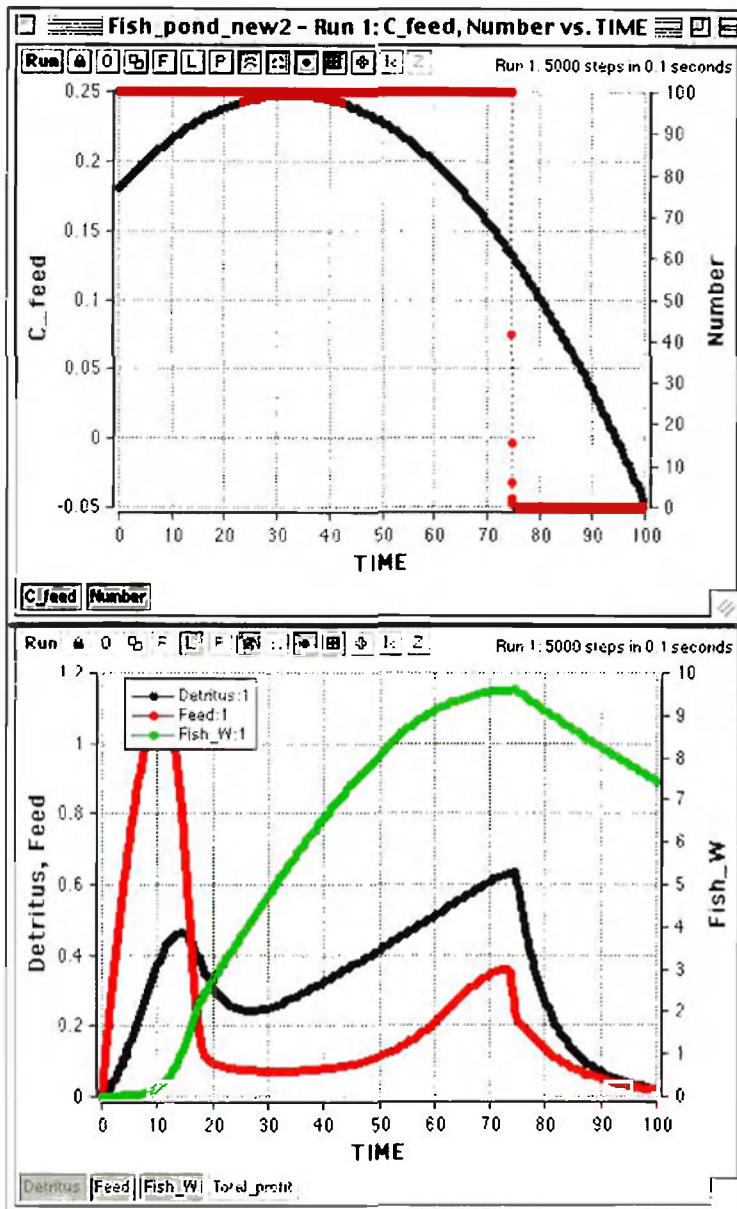 Fish_pond_new2 - Run 1: C_feed, Number vs. TIME
Run O F L P Z Run 1: 5000 steps in 0.1 seconds
0.25
0.2
0.15
0.1
0.05
0
-0.05
C_feed
100
90
80
70
60
50
40
30
20
10
0
Number
0 10 20 30 40 50 60 70 80 90 100
TIME
C_feed Number
Run O F L P Z Run 1: 5000 steps in 0.1 seconds
1.2
1
0.8
0.6
0.4
0.2
0
Detritus, Feed
Detritus:1
Feed:1
Fish_W:1
10
9
8
7
6
5
4
3
2
1
0
Fish_W
0 10 20 30 40 50 60 70 80 90 100
TIME
Detritus Feed Fish_W Total_profit